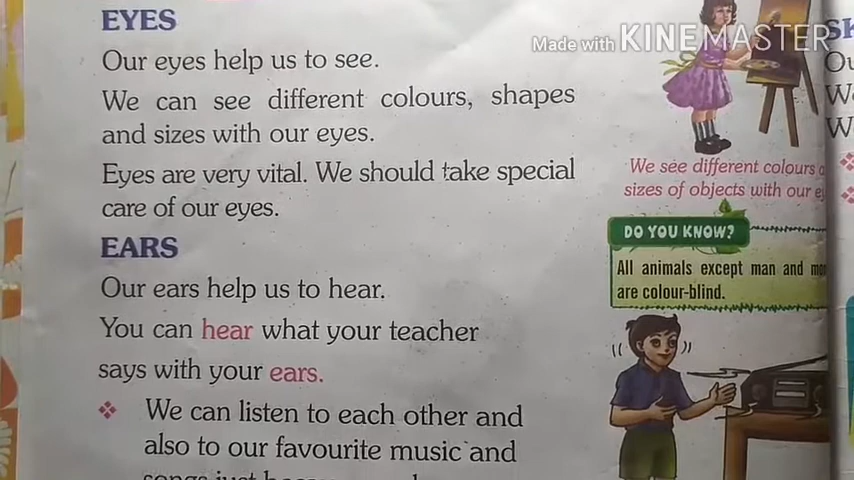 EYES
Our eyes help us to see.
We can see different colours, shapes
and sizes with our eyes.
Eyes are very vital. We should take special
care of our eyes.
EARS
Our ears help us to hear.
You can hear what your teacher
says with your ears.
❖ We can listen to each other and
also to our favourite music and
Made with KINEMASTER
We see different colours
sizes of objects with our
DO YOU KNOW?
All animals except man and
are colour-blind.